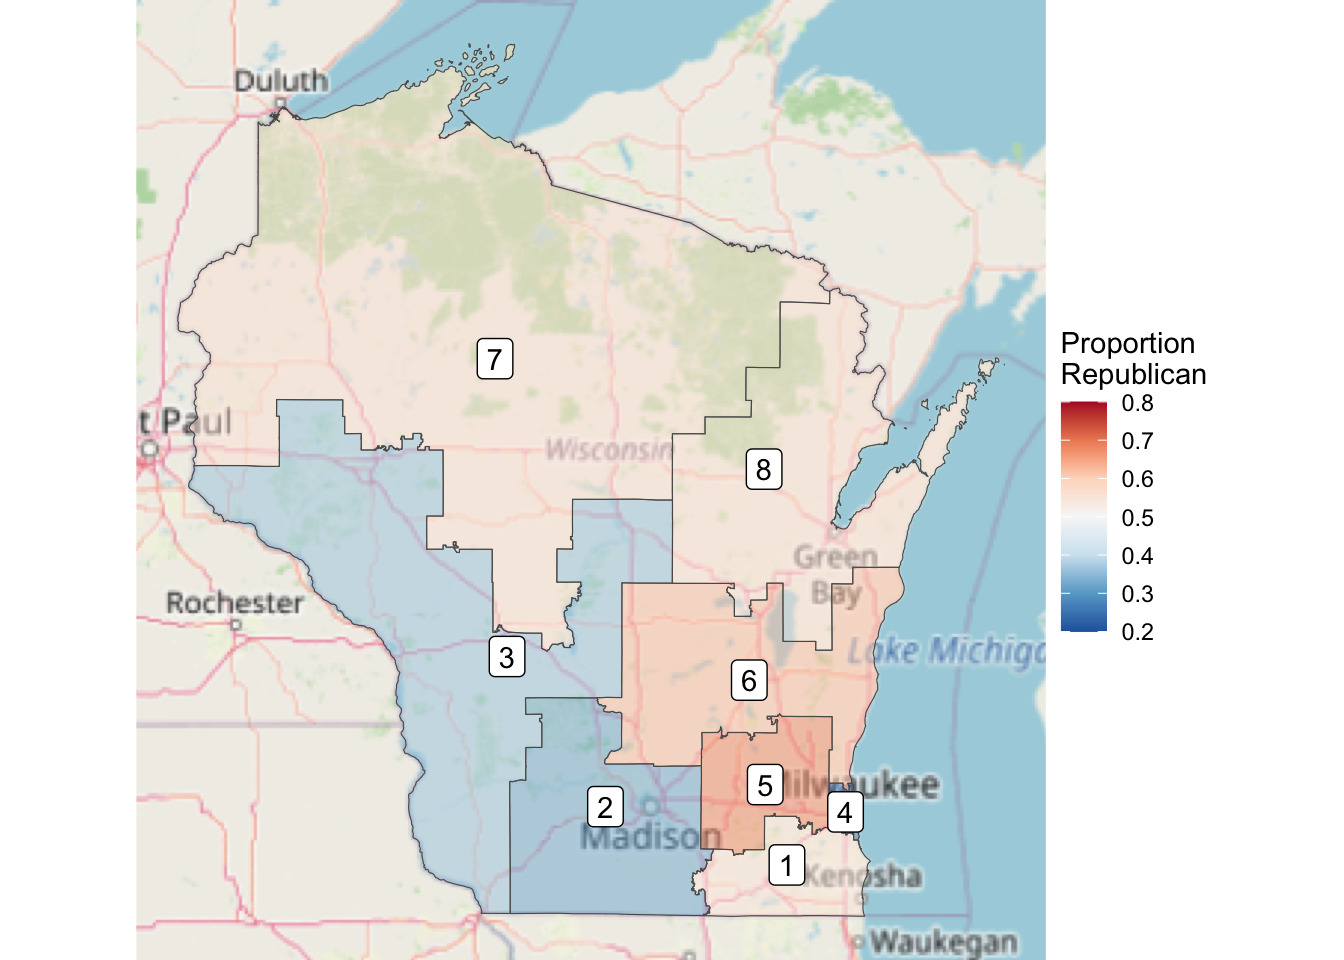 Duluth
t Paul
7
Wisconsin
8
Green
Bay
Rochester
3
6
Lake Michiga
5
Milwaukee
4
2
Madison
1
Kenosha
Waukegan
Proportion
Republican
0.8
0.7
0.6
0.5
0.4
0.3
0.2